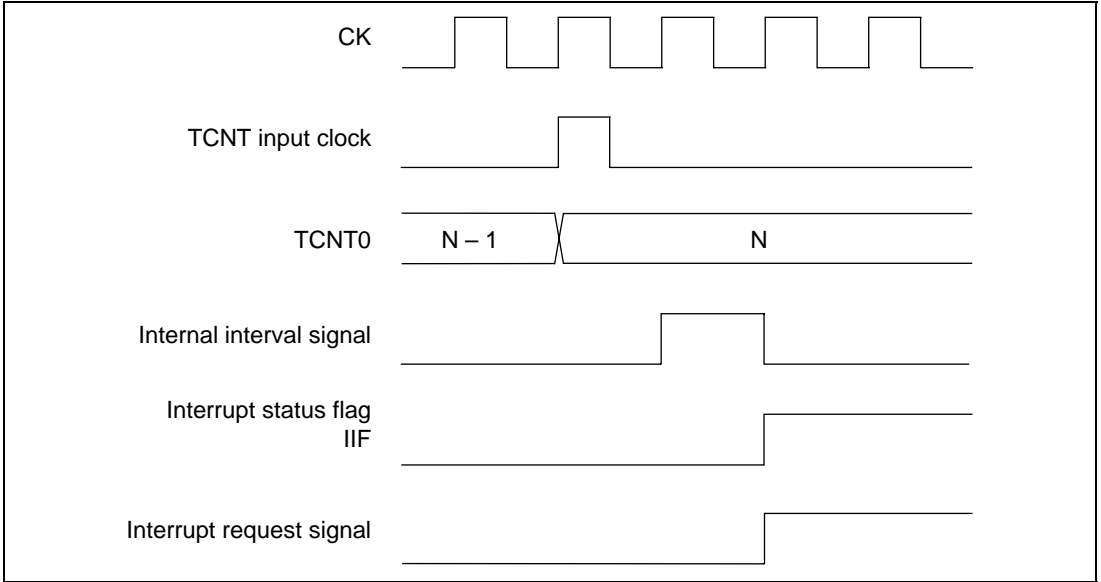 CK
TCNT input clock
TCNT0
N – 1
N
Internal interval signal
Interrupt status flag
IIF
Interrupt request signal